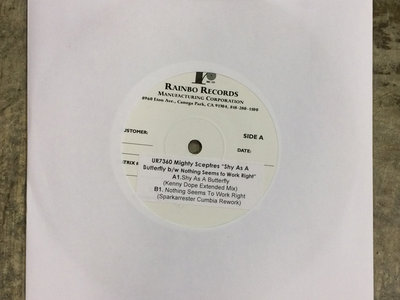 RAINBO RECORDS
MANUFACTURING CORPORATION
8960 Eton Ave., Canoga Park, CA 91304, 818-280-1100
CUSTOMER:
SIDE A
DATE:
UR7360 Mighty Sceptres "Shy As A
Butterfly b/w Nothing Seems to Work Right"
A1.Shy As A Butterfly
(Kenny Dope Extended Mix)
B1. Nothing Seems To Work Right
(Sparkarrester Cumbia Rework)